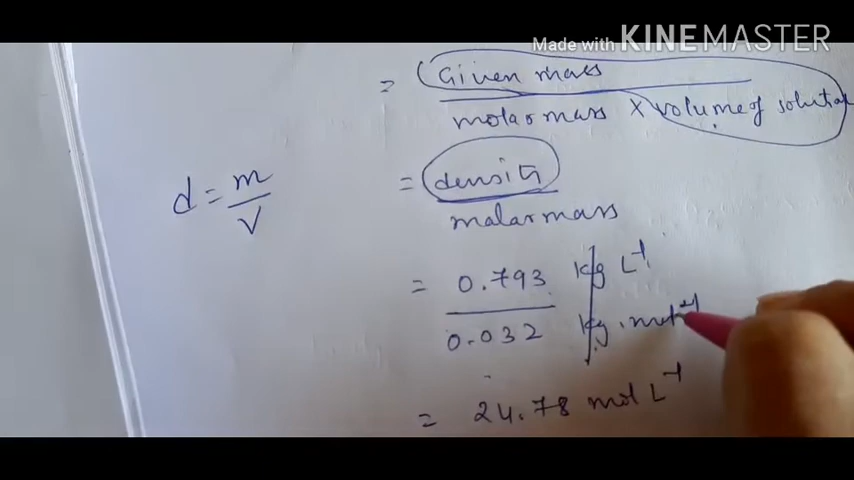 Made with KINEMASTER
= Given mass
molar mass × volume of solution
d = m
V
= density
malar mass
= 0.793 kg L⁻¹
0.032 kg . mol⁻¹
= 24.78 mol L⁻¹